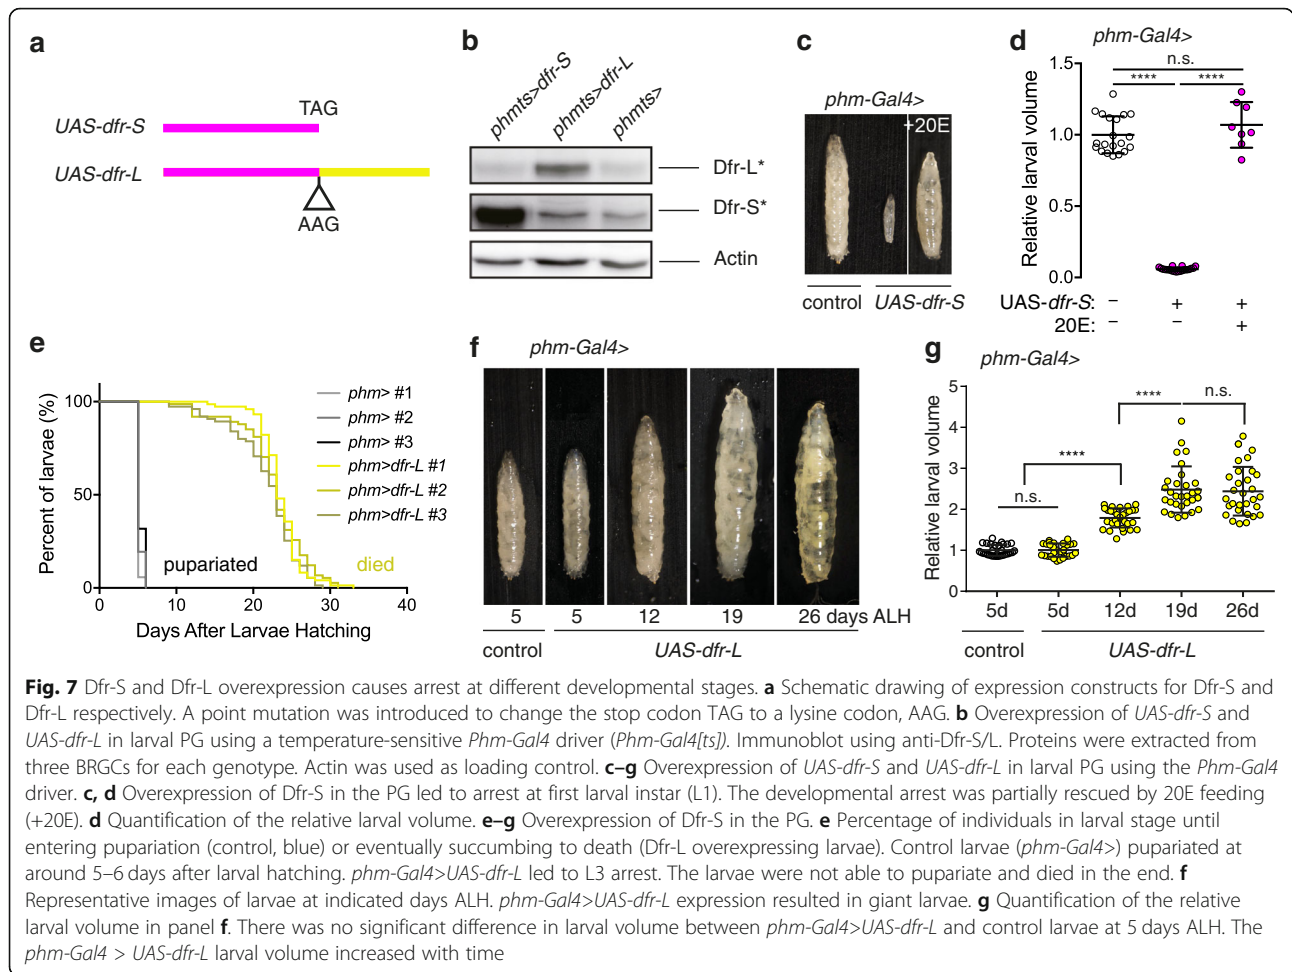 a
TAG
UAS-dfr-S
UAS-dfr-L
AAG
b
phmts>dfr-S
phmts>dfr-L
phmts>
Dfr-L*
Dfr-S*
Actin
c
phm-Gal4>
+20E
control
UAS-dfr-S
d
phm-Gal4>
n.s.
**** ****
Relative larval volume
1.5
1.0
0.5
0.0
UAS-dfr-S: – + +
20E: – – +
e
Percent of larvae (%)
100
50
0
phm> #1
phm> #2
phm> #3
phm>dfr-L #1
phm>dfr-L #2
phm>dfr-L #3
pupariated
died
0 10 20 30 40
Days After Larvae Hatching
f
phm-Gal4>
5 5 12 19 26 days ALH
control UAS-dfr-L
g
phm-Gal4>
Relative larval volume
5
4
3
2
1
0
n.s.
****
****
n.s.
5d 5d 12d 19d 26d
control UAS-dfr-L
Fig. 7 Dfr-S and Dfr-L overexpression causes arrest at different developmental stages. a Schematic drawing of expression constructs for Dfr-S and
Dfr-L respectively. A point mutation was introduced to change the stop codon TAG to a lysine codon, AAG. b Overexpression of UAS-dfr-S and
UAS-dfr-L in larval PG using a temperature-sensitive Phm-Gal4 driver (Phm-Gal4[ts]). Immunoblot using anti-Dfr-S/L. Proteins were extracted from
three BRGCs for each genotype. Actin was used as loading control. c–g Overexpression of UAS-dfr-S and UAS-dfr-L in larval PG using the Phm-Gal4
driver. c, d Overexpression of Dfr-S in the PG led to arrest at first larval instar (L1). The developmental arrest was partially rescued by 20E feeding
(+20E). d Quantification of the relative larval volume. e–g Overexpression of Dfr-S in the PG. e Percentage of individuals in larval stage until
entering pupariation (control, blue) or eventually succumbing to death (Dfr-L overexpressing larvae). Control larvae (phm-Gal4>) pupariated at
around 5–6 days after larval hatching. phm-Gal4>UAS-dfr-L led to L3 arrest. The larvae were not able to pupariate and died in the end. f
Representative images of larvae at indicated days ALH. phm-Gal4>UAS-dfr-L expression resulted in giant larvae. g Quantification of the relative
larval volume in panel f. There was no significant difference in larval volume between phm-Gal4>UAS-dfr-L and control larvae at 5 days ALH. The
phm-Gal4 > UAS-dfr-L larval volume increased with time